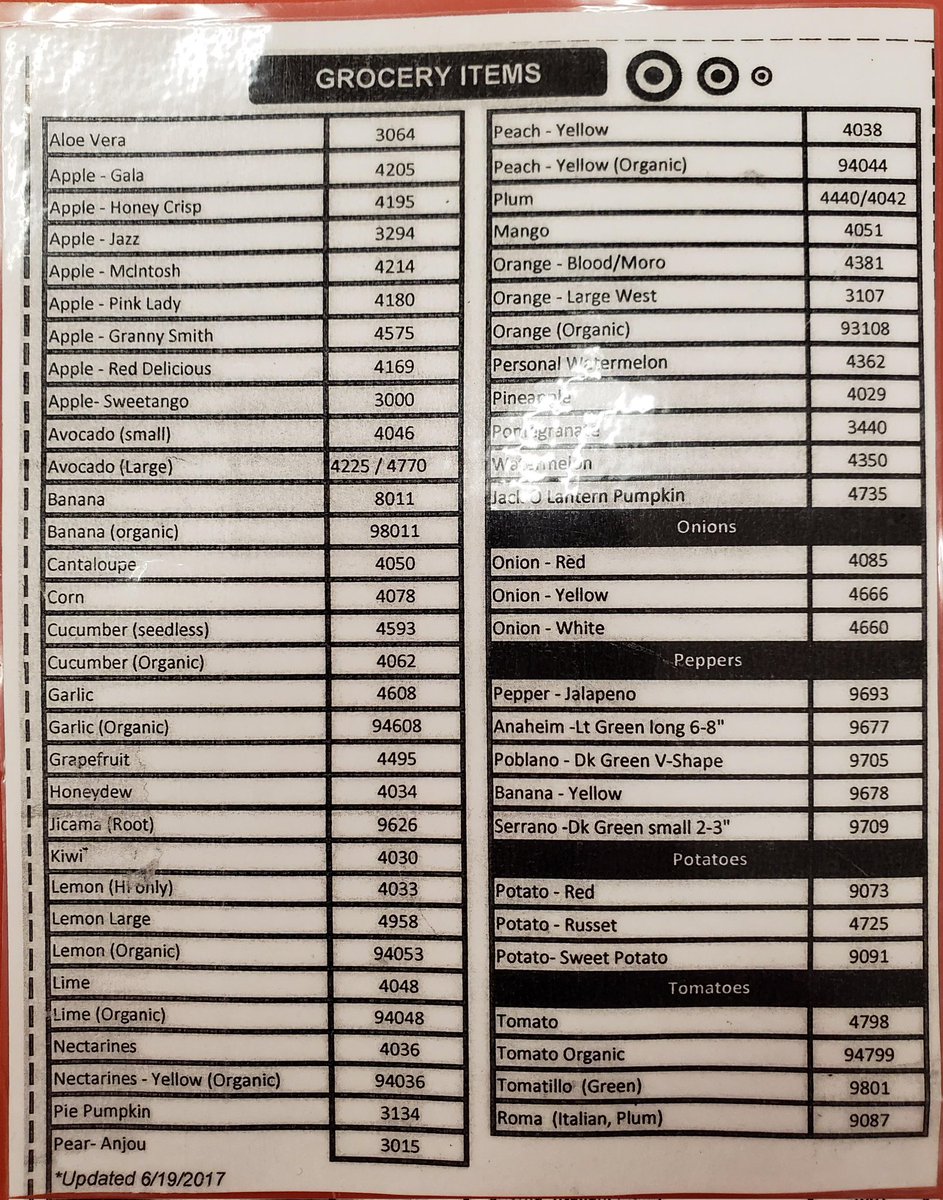 GROCERY ITEMS
Aloe Vera 3064
Apple - Gala 4205
Apple - Honey Crisp 4195
Apple - Jazz 3294
Apple - McIntosh 4214
Apple - Pink Lady 4180
Apple - Granny Smith 4575
Apple - Red Delicious 4169
Apple- Sweetango 3000
Avocado (small) 4046
Avocado (Large) 4225 / 4770
Banana 8011
Banana (organic) 98011
Cantaloupe 4050
Corn 4078
Cucumber (seedless) 4593
Cucumber (Organic) 4062
Garlic 4608
Garlic (Organic) 94608
Grapefruit 4495
Honeydew 4034
Jicama (Root) 9626
Kiwi 4030
Lemon (HI only) 4033
Lemon Large 4958
Lemon (Organic) 94053
Lime 4048
Lime (Organic) 94048
Nectarines 4036
Nectarines - Yellow (Organic) 94036
Pie Pumpkin 3134
Pear- Anjou 3015
*Updated 6/19/2017
Peach - Yellow 4038
Peach - Yellow (Organic) 94044
Plum 4440/4042
Mango 4051
Orange - Blood/Moro 4381
Orange - Large West 3107
Orange (Organic) 93108
Personal Watermelon 4362
Pineapple 4029
Pomegranate 3440
Watermelon 4350
Jack O Lantern Pumpkin 4735
Onions
Onion - Red 4085
Onion - Yellow 4666
Onion - White 4660
Peppers
Pepper - Jalapeno 9693
Anaheim -Lt Green long 6-8" 9677
Poblano - Dk Green V-Shape 9705
Banana - Yellow 9678
Serrano -Dk Green small 2-3" 9709
Potatoes
Potato - Red 9073
Potato - Russet 4725
Potato- Sweet Potato 9091
Tomatoes
Tomato 4798
Tomato Organic 94799
Tomatillo (Green) 9801
Roma (Italian, Plum) 9087